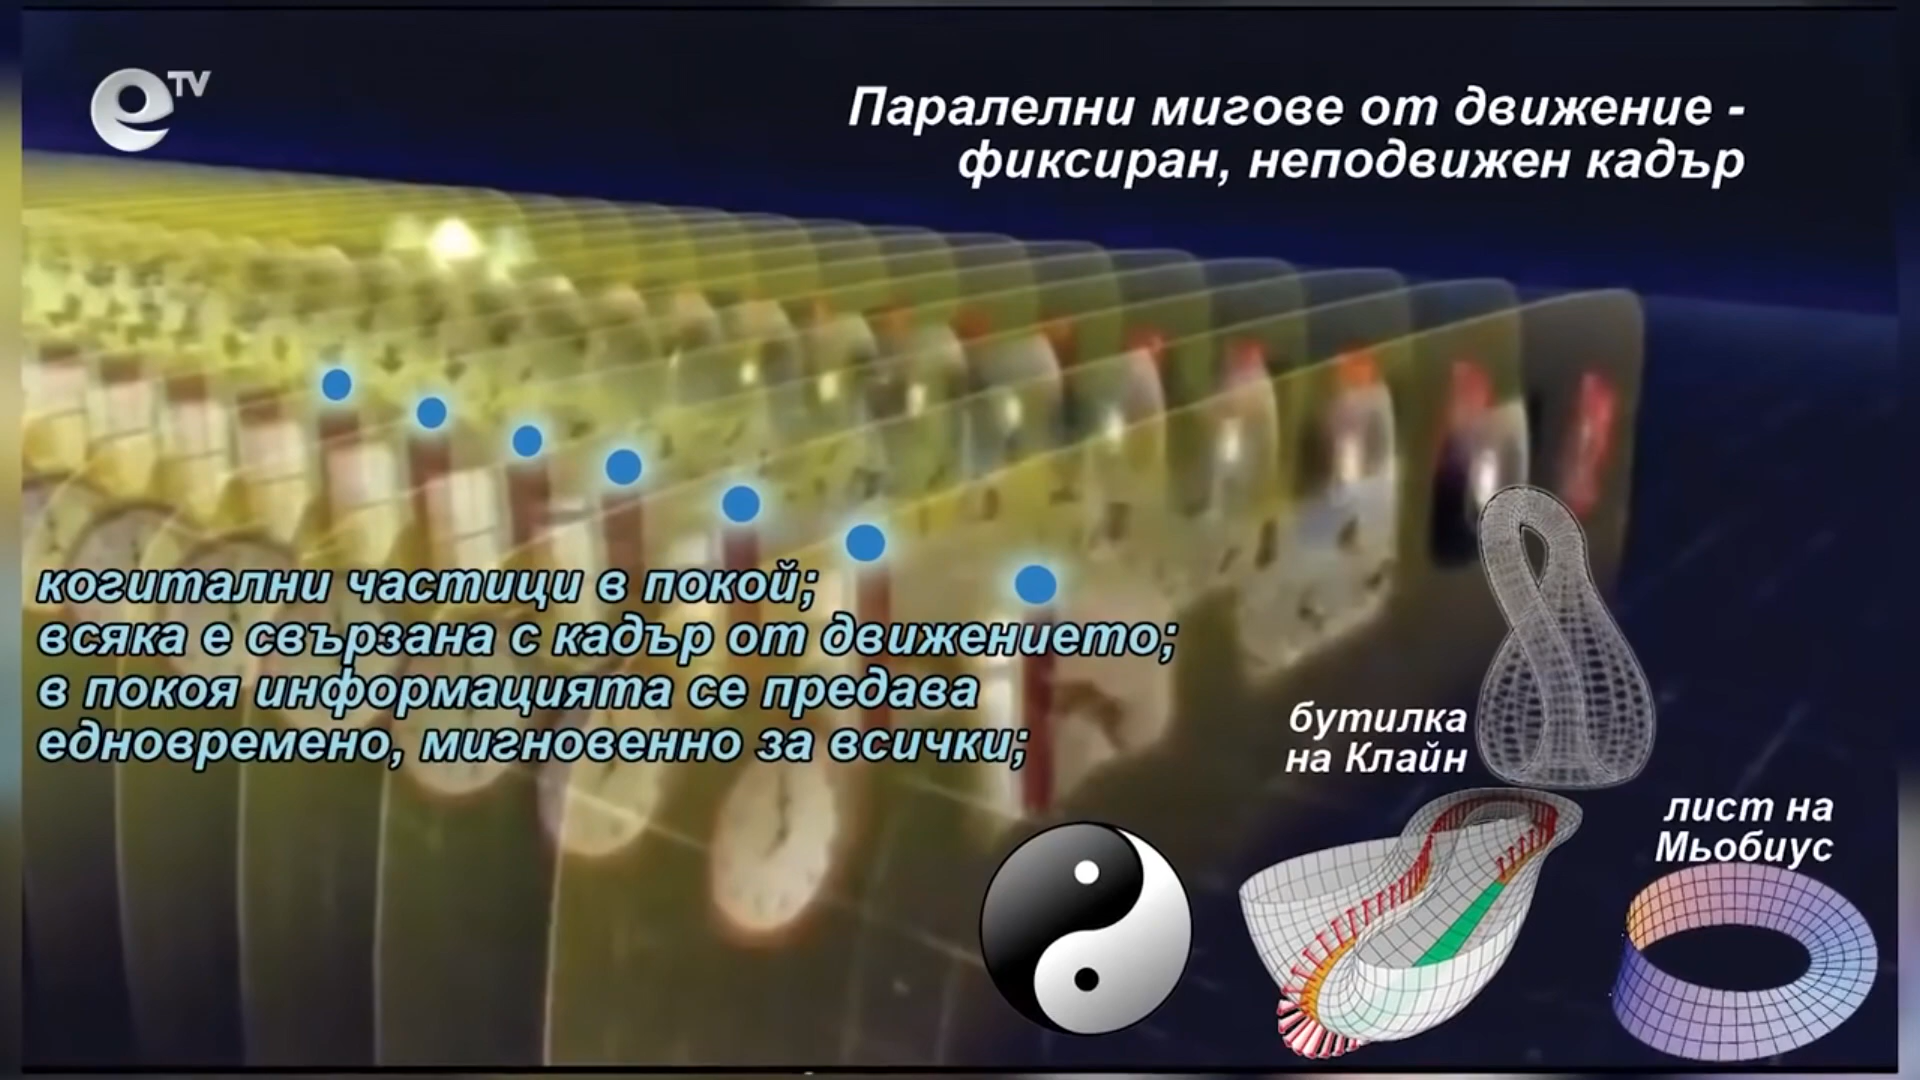 eTV
Паралелни мигове от движение -
фиксиран, неподвижен кадър
когитални частици в покой;
всяка е свързана с кадър от движението;
в покоя информацията се предава
едновремено, мигновенно за всички;
бутилка
на Клайн
лист на
Мьобиус